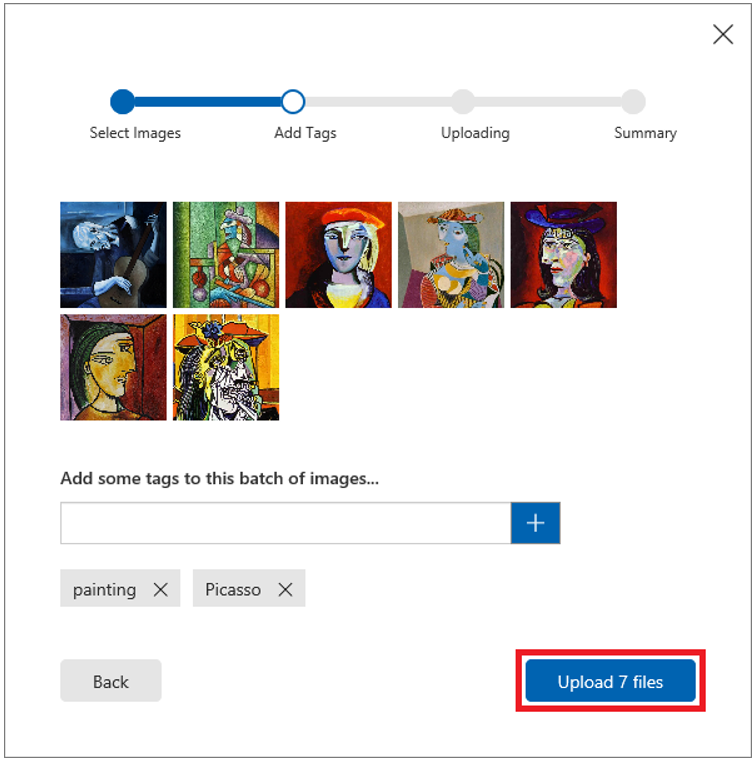 Select Images
Add Tags
Uploading
Summary
Add some tags to this batch of images...
painting
Picasso
Back
Upload 7 files